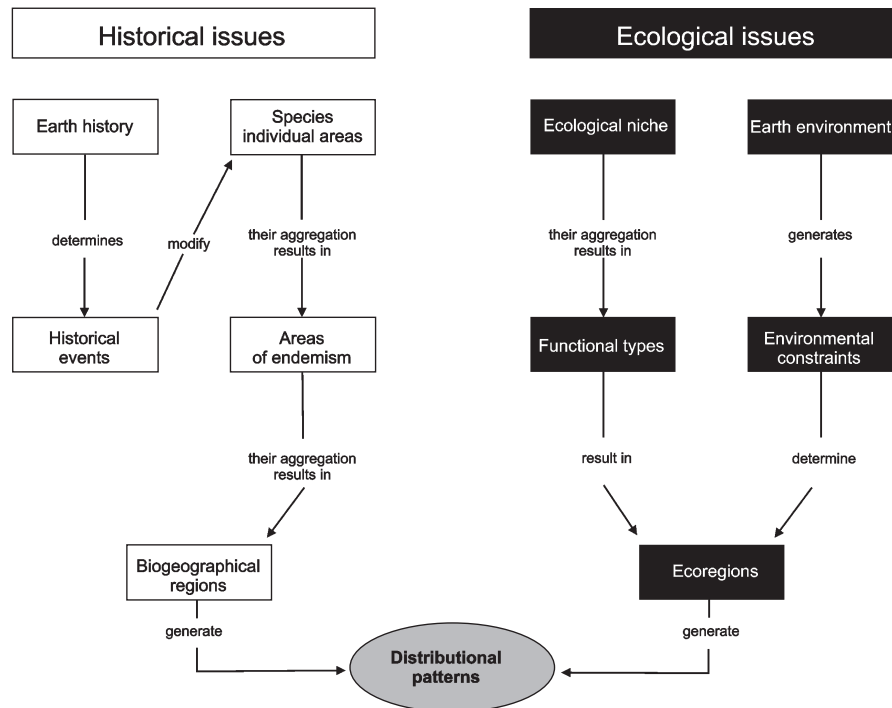 Historical issues
Ecological issues
Earth history
Species
individual areas
Ecological niche
Earth environment
determines
modify
their aggregation
results in
their aggregation
results in
generates
Historical
events
Areas
of endemism
Functional types
Environmental
constraints
their aggregation
results in
result in
determine
Biogeographical
regions
Ecoregions
generate
generate
Distributional
patterns